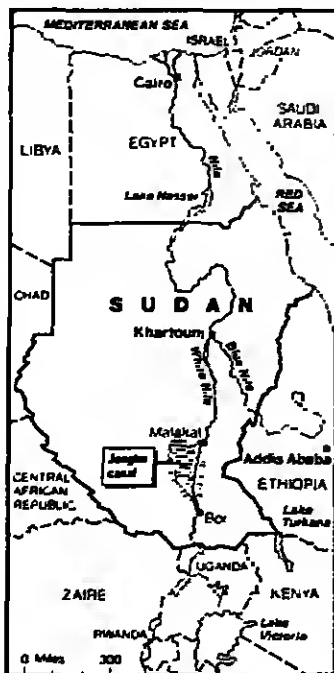 MEDITERRANEAN SEA
ISRAEL
JORDAN
Cairo
SAUDI
ARABIA
LIBYA
EGYPT
Nile
Lake Nasser
RED
SEA
CHAD
SUDAN
Khartoum
White Nile
Blue Nile
Malakal
Jonglei
canal
Addis Ababa
CENTRAL
AFRICAN
REPUBLIC
ETHIOPIA
Bor
Lake
Turkana
UGANDA
ZAIRE
KENYA
RWANDA
Lake
Victoria
0 Miles 300